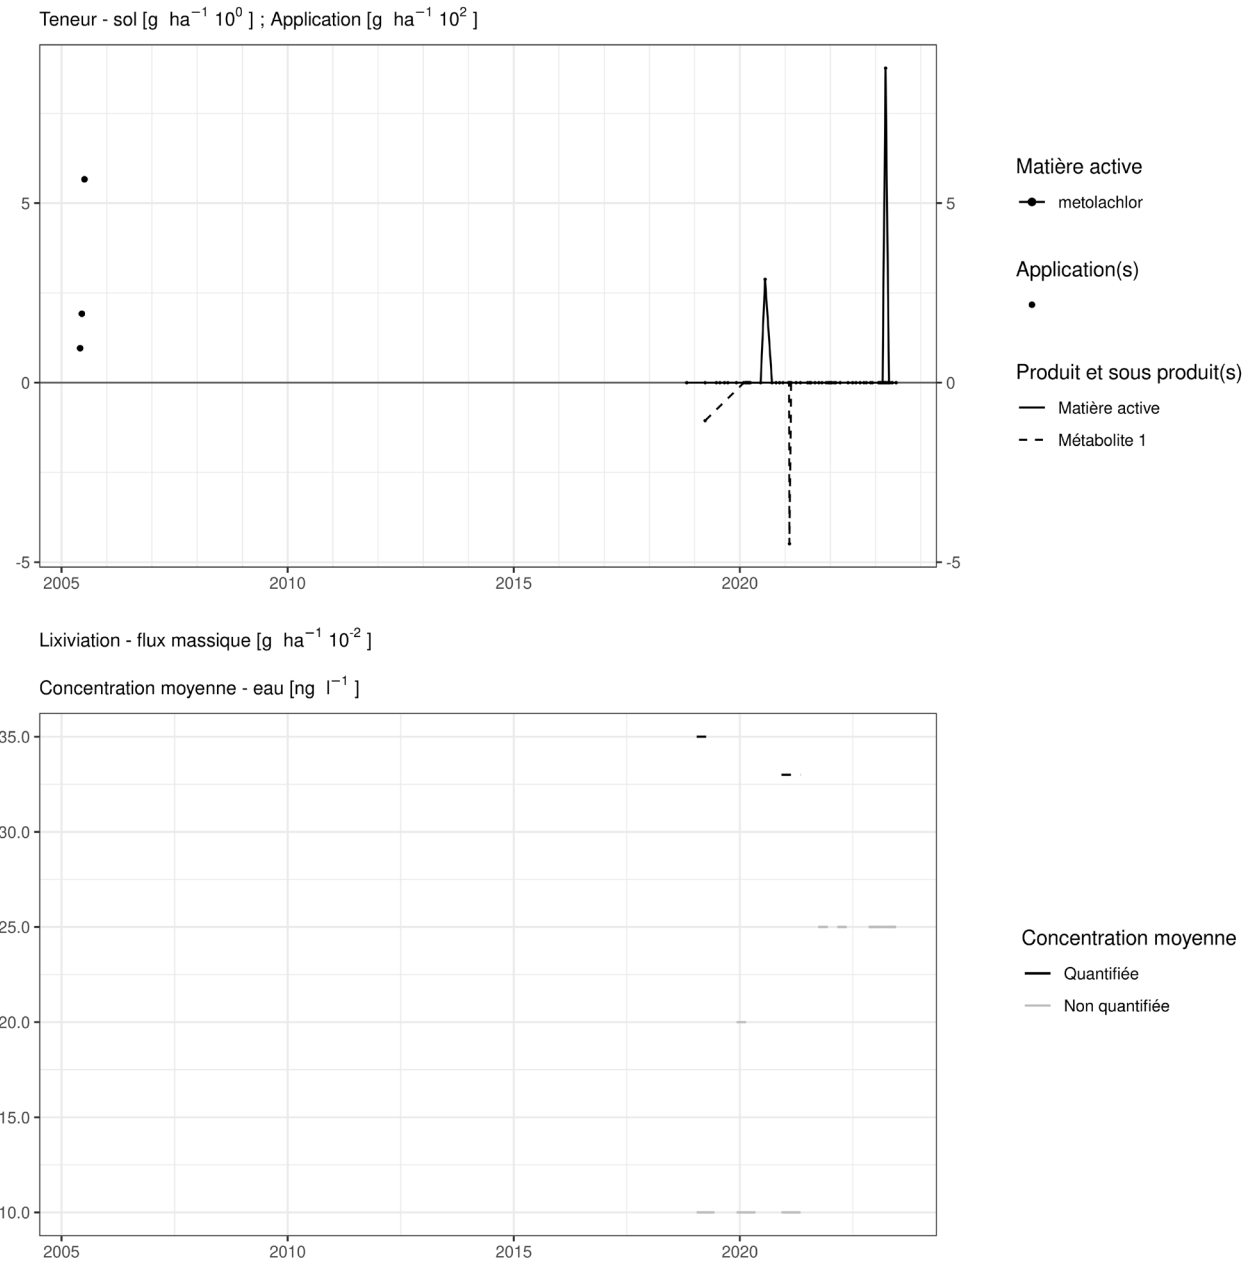 Teneur - sol [g ha−1 100 ] ; Application [g ha−1 102 ]
5
0
-5
5
0
-5
2005 2010 2015 2020
Matière active
metolachlor
Application(s)
Produit et sous produit(s)
Matière active
Métabolite 1
Lixiviation - flux massique [g ha−1 10-2 ]
Concentration moyenne - eau [ng l−1 ]
35.0
30.0
25.0
20.0
15.0
10.0
2005 2010 2015 2020
Concentration moyenne
Quantifiée
Non quantifiée